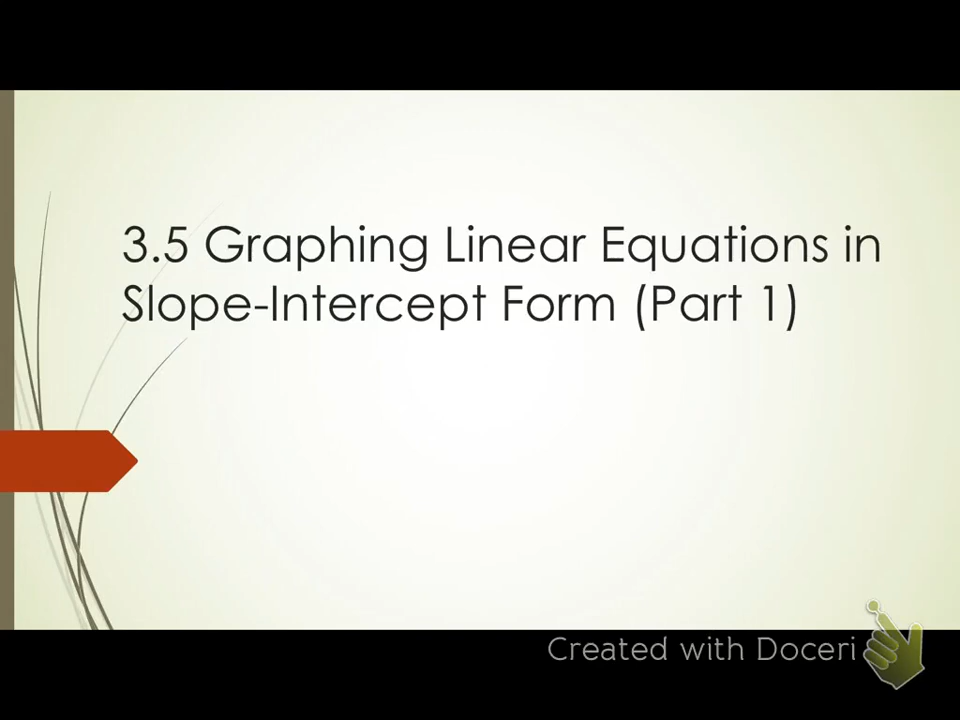 3.5 Graphing Linear Equations in
Slope-Intercept Form (Part 1)
Created with Doceri